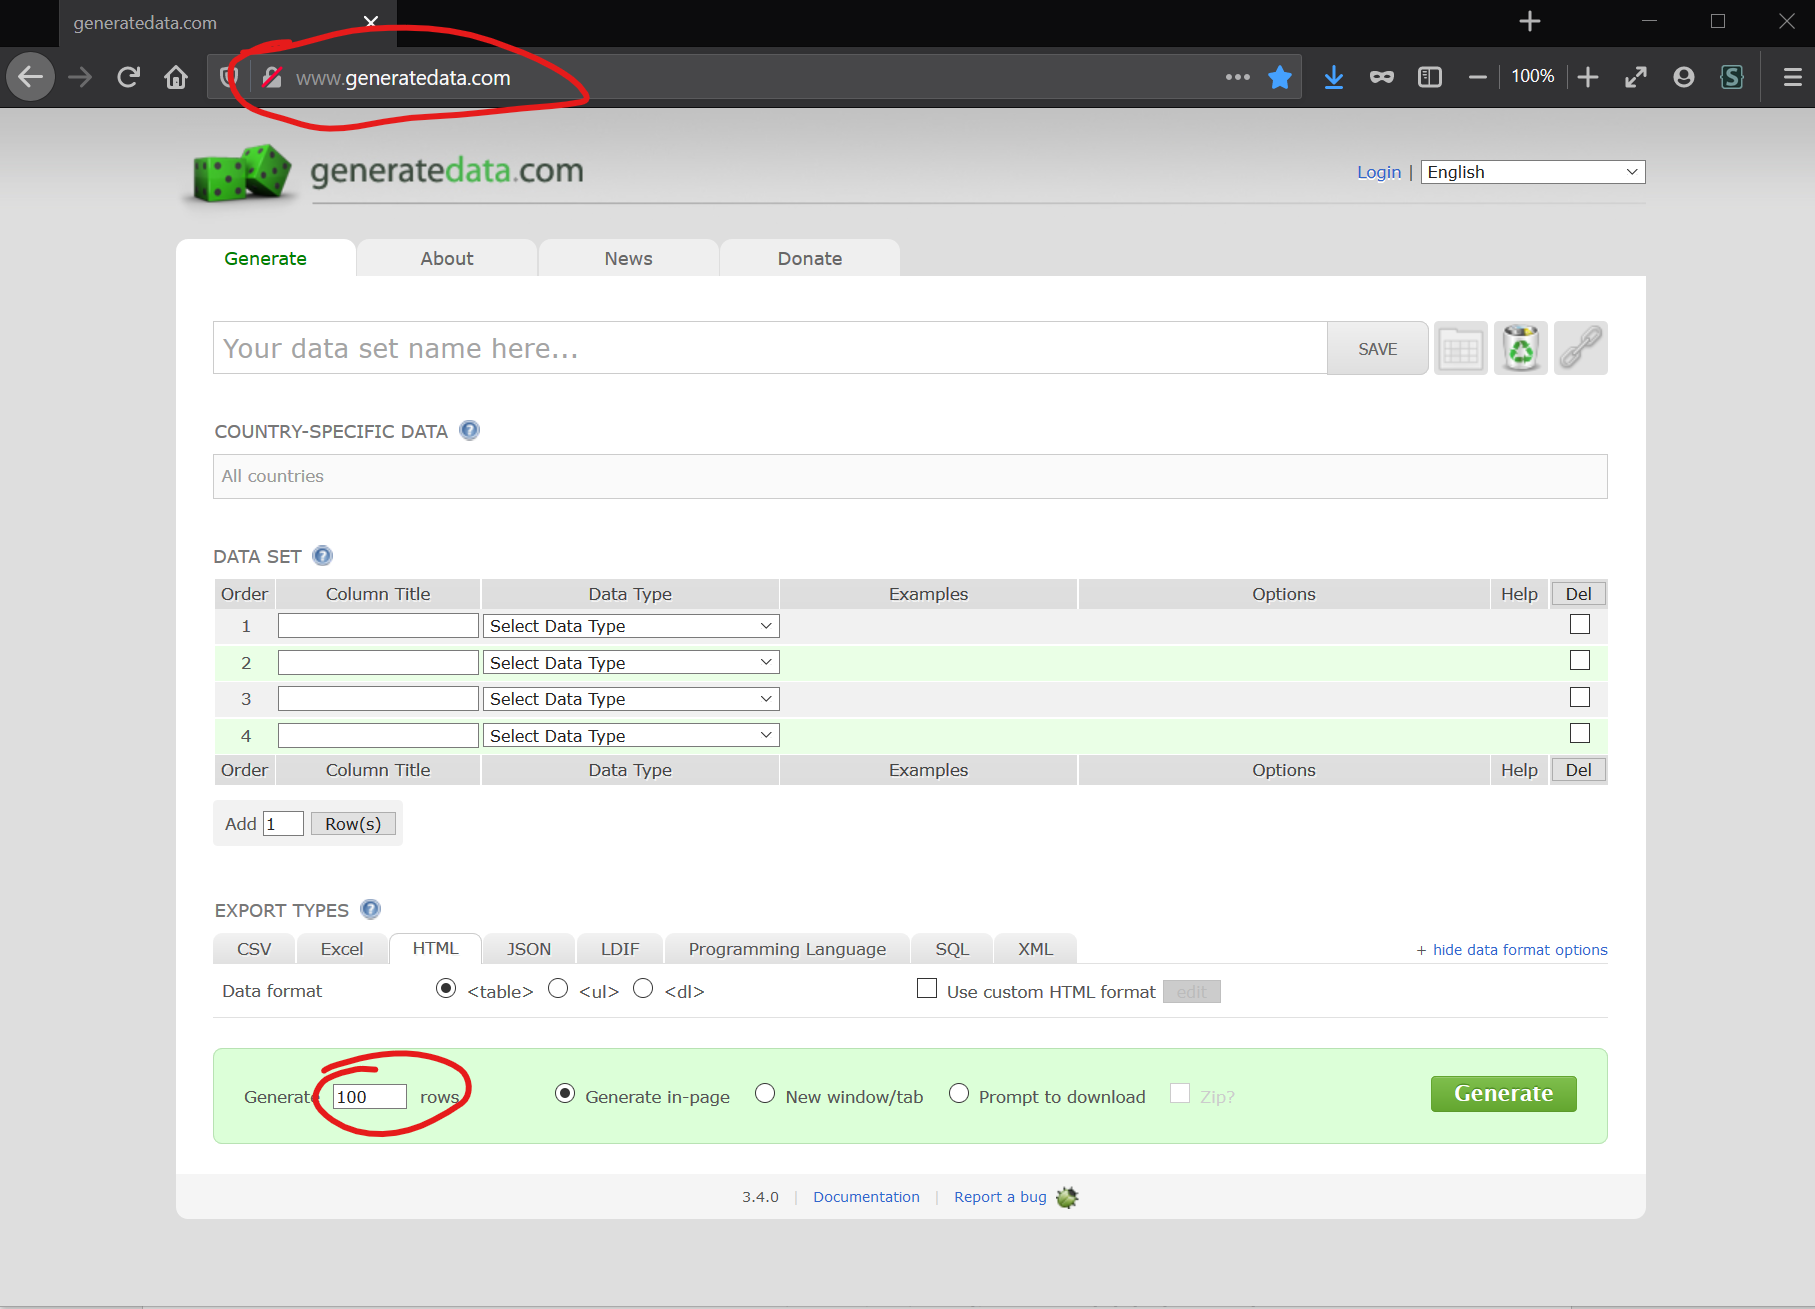 generatedata.com
www.generatedata.com
100%
generatedata.com
Login | English
Generate About News Donate
Your data set name here... SAVE
COUNTRY-SPECIFIC DATA ?
All countries
DATA SET ?
Order Column Title Data Type Examples Options Help Del
1 Select Data Type
2 Select Data Type
3 Select Data Type
4 Select Data Type
Order Column Title Data Type Examples Options Help Del
Add 1 Row(s)
EXPORT TYPES ?
CSV Excel HTML JSON LDIF Programming Language SQL XML + hide data format options
Data format <table> <ul> <dl> Use custom HTML format edit
Generate 100 rows Generate in-page New window/tab Prompt to download Zip? Generate
3.4.0 | Documentation | Report a bug